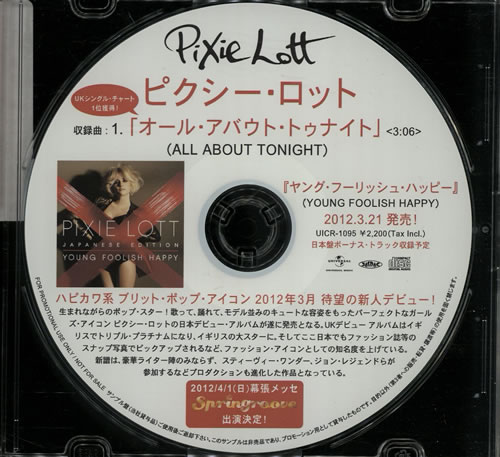 Pixie Lott
UKシングル・チャート
1位獲得!
ピクシー・ロット
収録曲:1.「オール・アバウト・トゥナイト」<3:06>
(ALL ABOUT TONIGHT)
PIXIE LOTT
JAPANESE EDITION
YOUNG FOOLISH HAPPY
『ヤング・フーリッシュ・ハッピー』
(YOUNG FOOLISH HAPPY)
2012.3.21 発売!
UICR-1095 ¥2,200(Tax Incl.)
日本盤ボーナス・トラック収録予定
UNIVERSAL
ハピカワ系 ブリット・ポップ・アイコン 2012年3月 待望の新人デビュー!
生まれながらのポップ・スター!歌って、踊れて、モデル並みのキュートな容姿をもったパーフェクトなガール
ズ・アイコン ピクシー・ロットの日本デビュー・アルバムが遂に発売となる。UKデビュー アルバムはイギ
リスでトリプル・プラチナムになり、イギリスの大スターに。そしてここ日本でもファッション誌等の
スナップ写真でピックアップされるなど、ファッション・アイコンとしての知名度を上げている。
新譜は、豪華ライター陣のみならず、スティーヴィー・ワンダー、ジョン・レジェンドらが
参加するなどプロダクションも進化した作品となっている。
2012/4/1(日)幕張メッセ
Springroove
出演決定!
FOR PROMOTIONAL USE ONLY / NOT FOR SALE